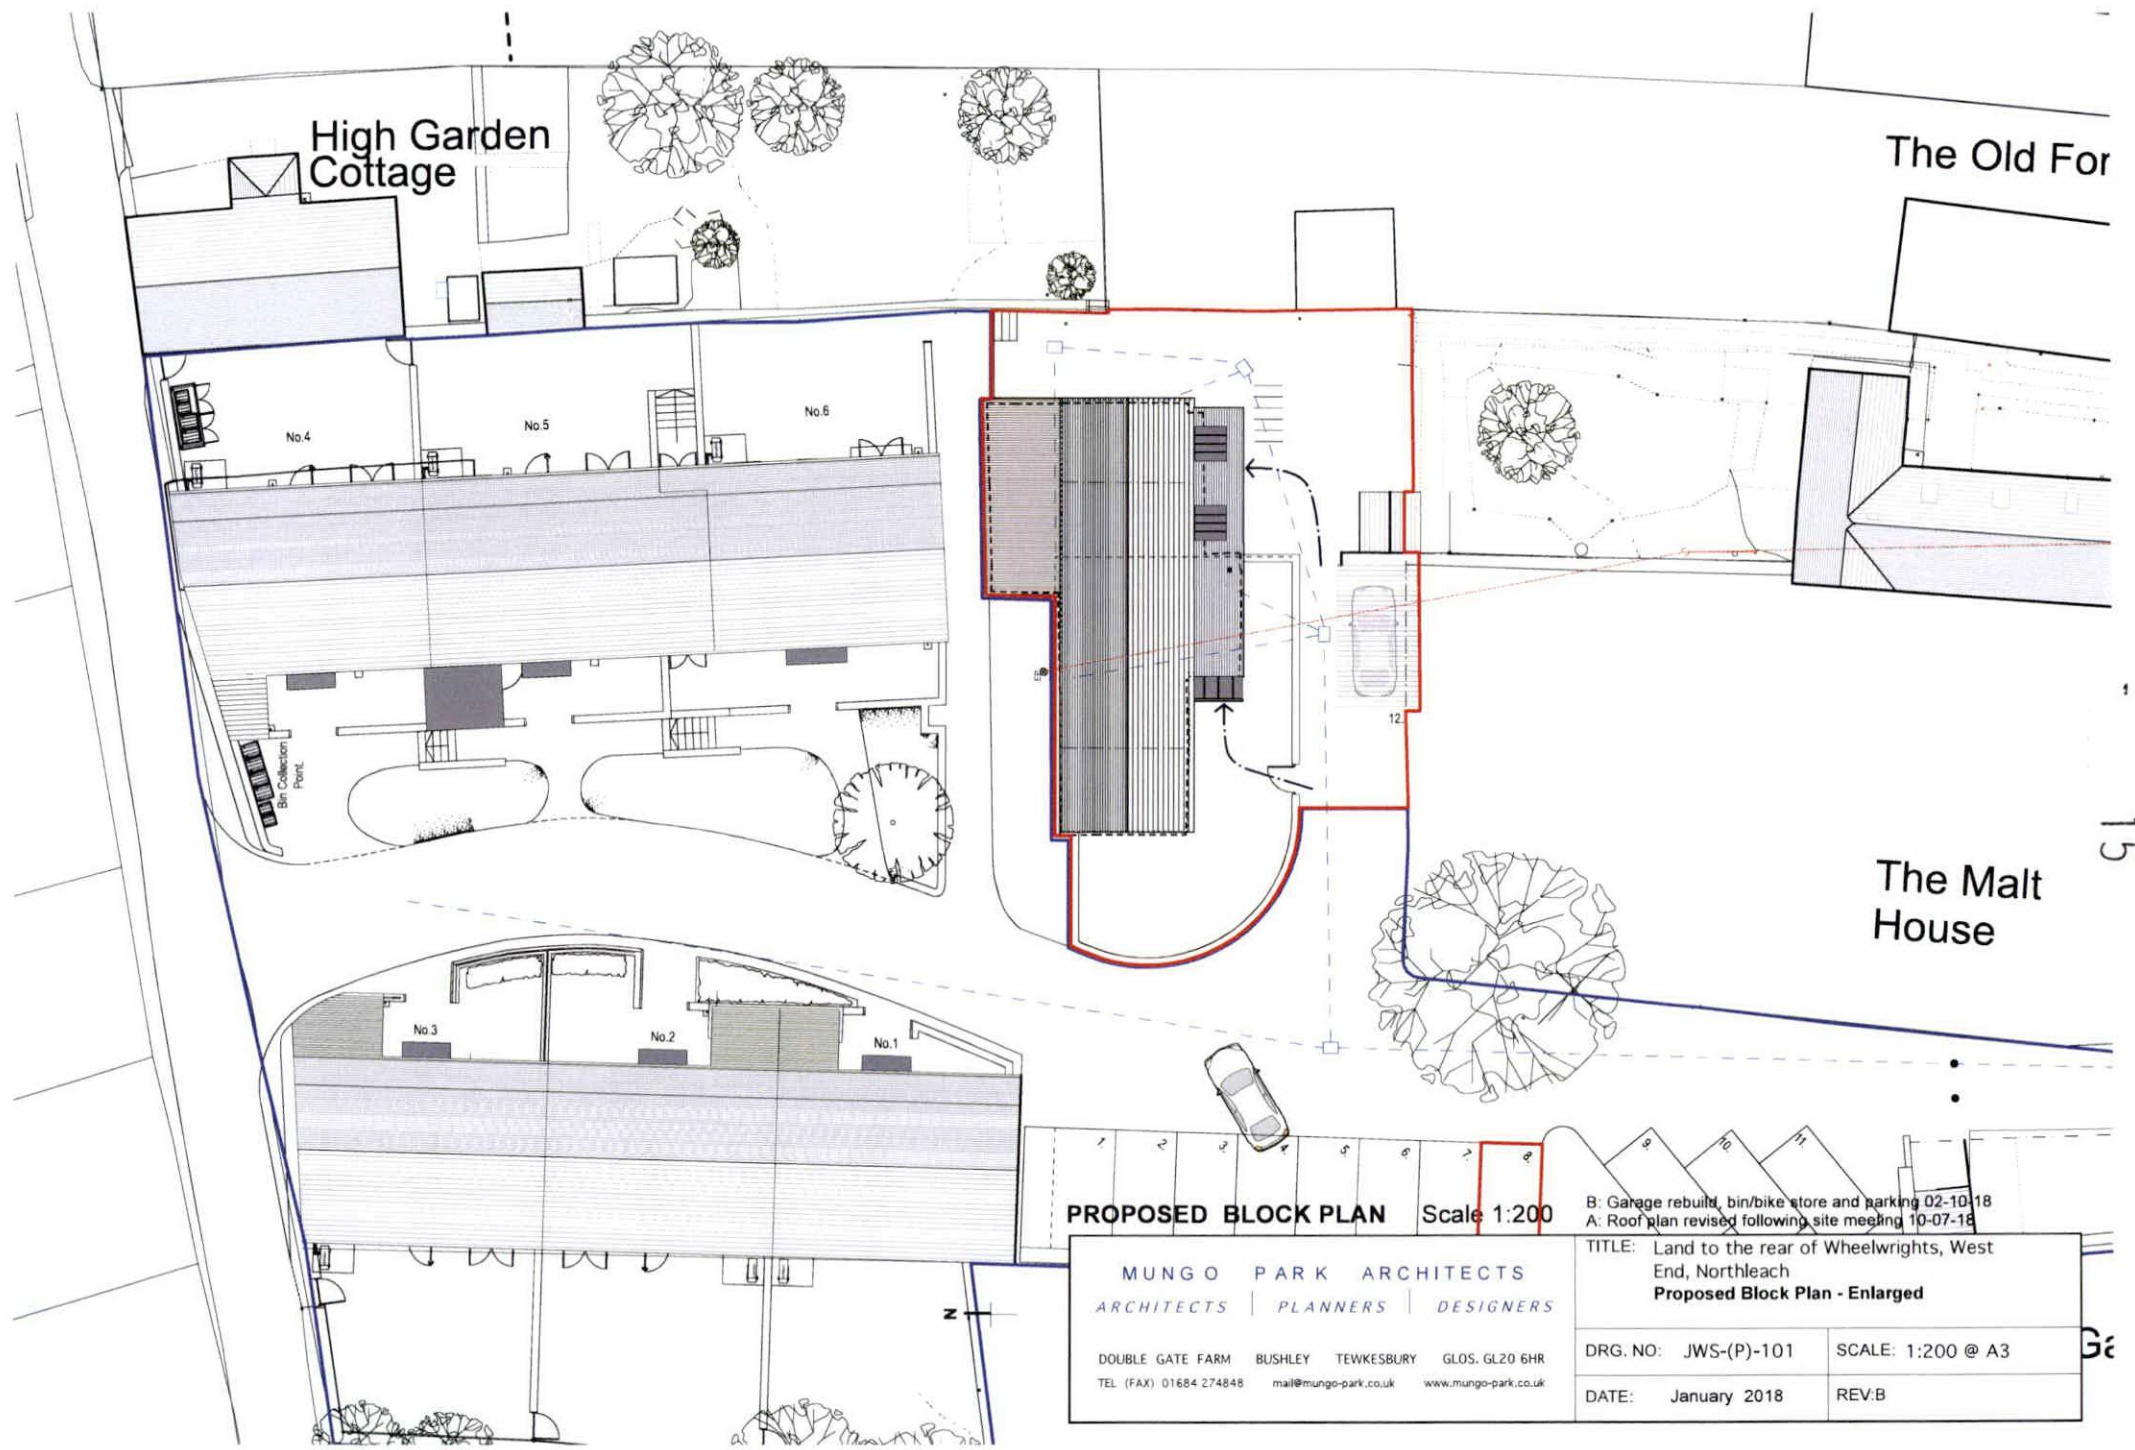 High Garden
Cottage
The Old For
No.4
No.5
No.6
EP
12.
Bin Collection
Point.
The Malt
House
No.3
No.2
No.1
1.
2.
3.
4.
5.
6.
7.
8.
9.
10.
11.
PROPOSED BLOCK PLAN Scale 1:200
B: Garage rebuild, bin/bike store and parking 02-10-18
A: Roof plan revised following site meeting 10-07-18
MUNGO PARK ARCHITECTS
ARCHITECTS | PLANNERS | DESIGNERS
DOUBLE GATE FARM BUSHLEY TEWKESBURY GLOS. GL20 6HR
TEL (FAX) 01684 274848 mail@mungo-park.co.uk www.mungo-park.co.uk
TITLE: Land to the rear of Wheelwrights, West
End, Northleach
Proposed Block Plan - Enlarged
DRG. NO: JWS-(P)-101 SCALE: 1:200 @ A3
DATE: January 2018 REV:B
N
Ga